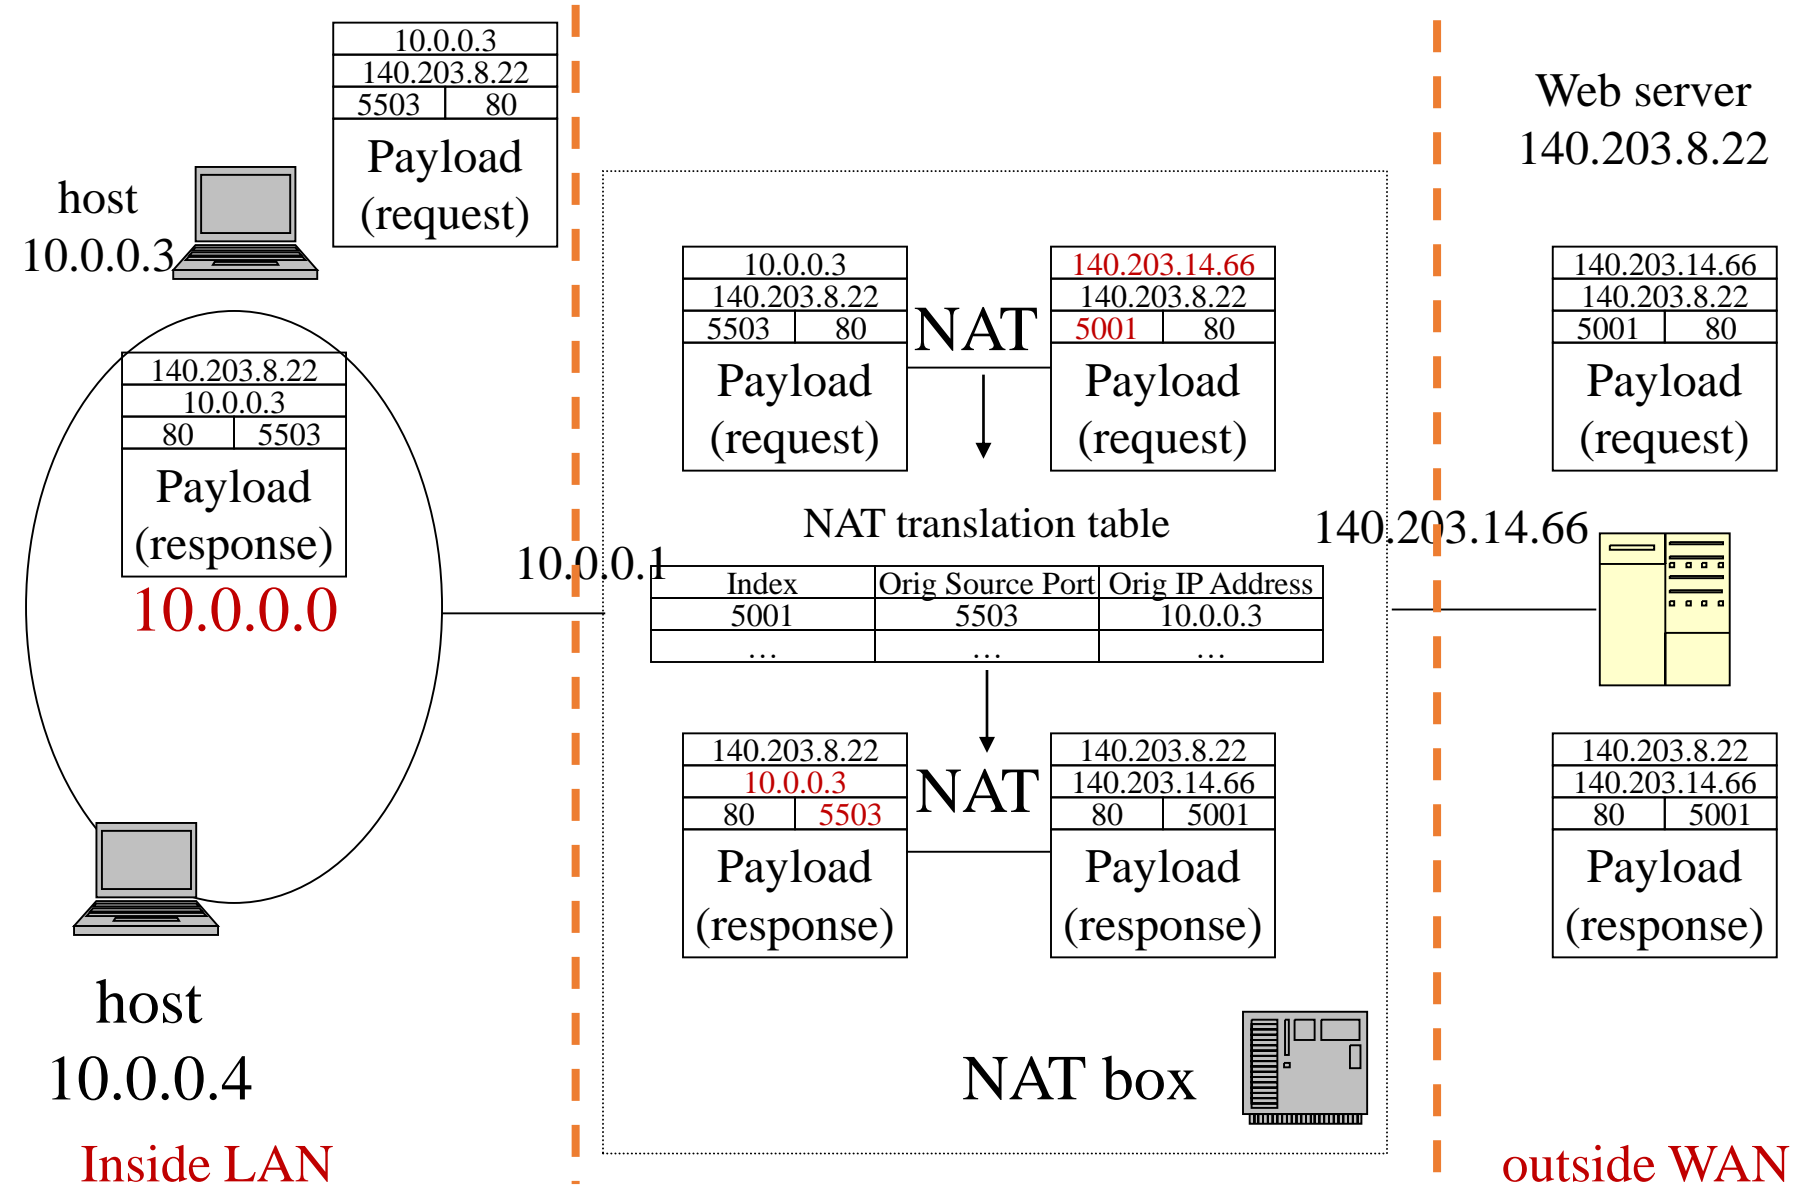 10.0.0.3
140.203.8.22
5503 80
Payload
(request)
host
10.0.0.3
140.203.8.22
10.0.0.3
80 5503
Payload
(response)
10.0.0.0
host
10.0.0.4
Inside LAN
10.0.0.1
10.0.0.3
140.203.8.22
5503 80
Payload
(request)
NAT
140.203.14.66
140.203.8.22
5001 80
Payload
(request)
NAT translation table
Index Orig Source Port Orig IP Address
5001 5503 10.0.0.3
… … …
140.203.8.22
10.0.0.3
80 5503
Payload
(response)
NAT
140.203.8.22
140.203.14.66
80 5001
Payload
(response)
NAT box
140.203.14.66
Web server
140.203.8.22
140.203.14.66
140.203.8.22
5001 80
Payload
(request)
140.203.8.22
140.203.14.66
80 5001
Payload
(response)
outside WAN